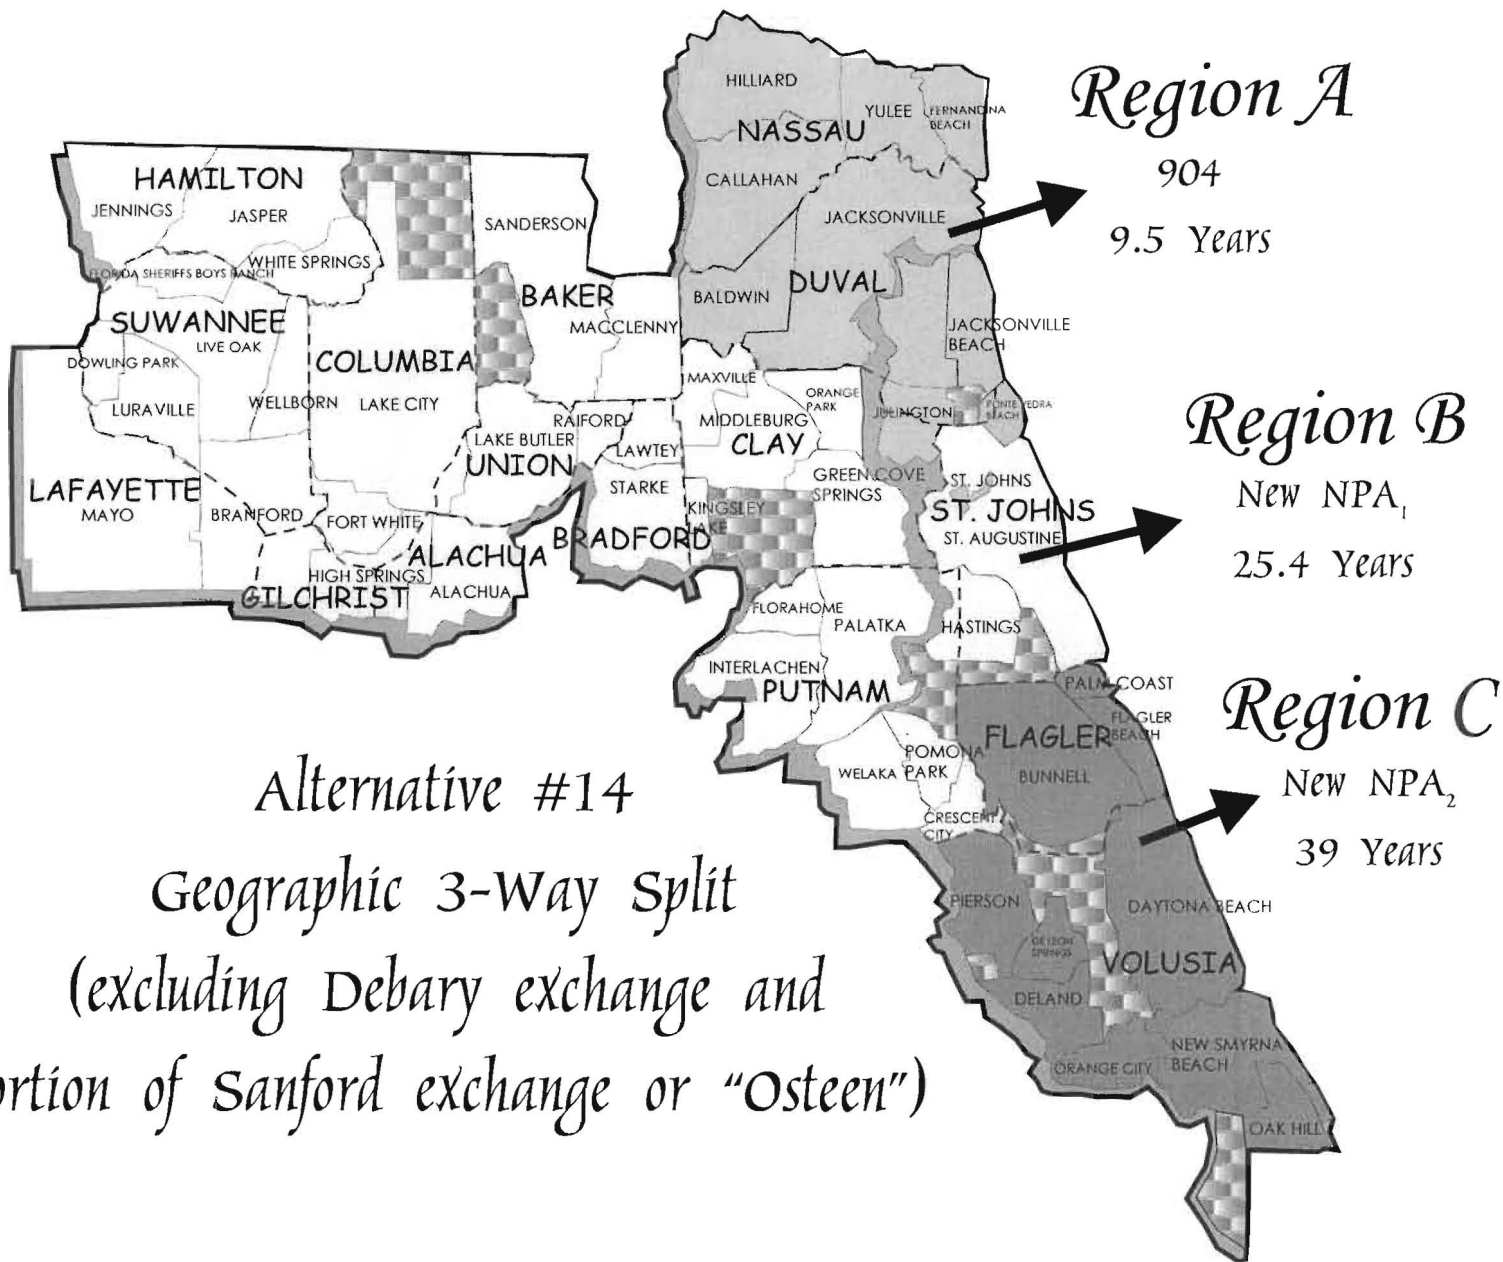 Region A
904
9.5 Years
Region B
New NPA₁
25.4 Years
Region C
New NPA₂
39 Years
HILLIARD
YULEE
FERNANDINA
BEACH
NASSAU
CALLAHAN
JACKSONVILLE
BALDWIN
DUVAL
JACKSONVILLE
BEACH
HAMILTON
JENNINGS
JASPER
SANDERSON
WHITE SPRINGS
FLORIDA SHERIFFS BOYS RANCH
BAKER
MACCLENNY
SUWANNEE
LIVE OAK
DOWLING PARK
COLUMBIA
LURAVILLE
WELLBORN
LAKE CITY
MAXVILLE
ORANGE
PARK
JULINGTON
PONTE VEDRA
BEACH
RAIFORD
MIDDLEBURG
CLAY
LAKE BUTLER
UNION
LAWTEY
STARKE
GREEN COVE
SPRINGS
ST. JOHNS
ST. JOHNS
ST. AUGUSTINE
LAFAYETTE
MAYO
BRANFORD
FORT WHITE
KINGSLEY
LAKE
BRADFORD
ALACHUA
HIGH SPRINGS
GILCHRIST
ALACHUA
FLORAHOME
PALATKA
HASTINGS
INTERLACHEN
PUTNAM
PALM COAST
FLAGLER
BEACH
FLAGLER
BUNNELL
POMONA
PARK
WELAKA
CRESCENT
CITY
PIERSON
DAYTONA BEACH
SPRINGS
VOLUSIA
DELAND
NEW SMYRNA
BEACH
ORANGE CITY
OAK HILL
Alternative #14
Geographic 3-Way Split
(excluding Debary exchange and
ortion of Sanford exchange or “Osteen”)